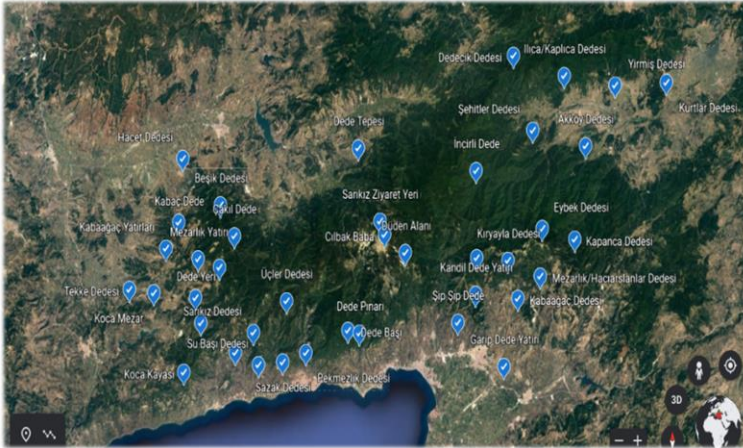 Dedecik Dedesi
Ilıca/Kaplıca Dedesi
Yirmiş Dedesi
Kurtlar Dedesi
Şehitler Dedesi
Akköy Dedesi
Dede Tepesi
Hacet Dedesi
İncirli Dede
Beşik Dedesi
Kabaç Dede
Sarıkız Ziyaret Yeri
Eybek Dedesi
Kabaağaç Yatırları
Mezarlık Yatırı
Cılbak Baba
Düden Alanı
Kıryayla Dedesi
Kapanca Dedesi
Dede Yeri
Üçler Dedesi
Kandil Dede Yatırı
Mezarlık/Hacıarslanlar Dedesi
Tekke Dedesi
Koca Mezar
Sarıkız Dedesi
Dede Pınarı
Şıp Şıp Dede
Kabaağaç Dedesi
Su Başı Dedesi
Dede Başı
Garip Dede Yatırı
Koca Kayası
Sazak Dedesi
Pekmezlik Dedesi
3D